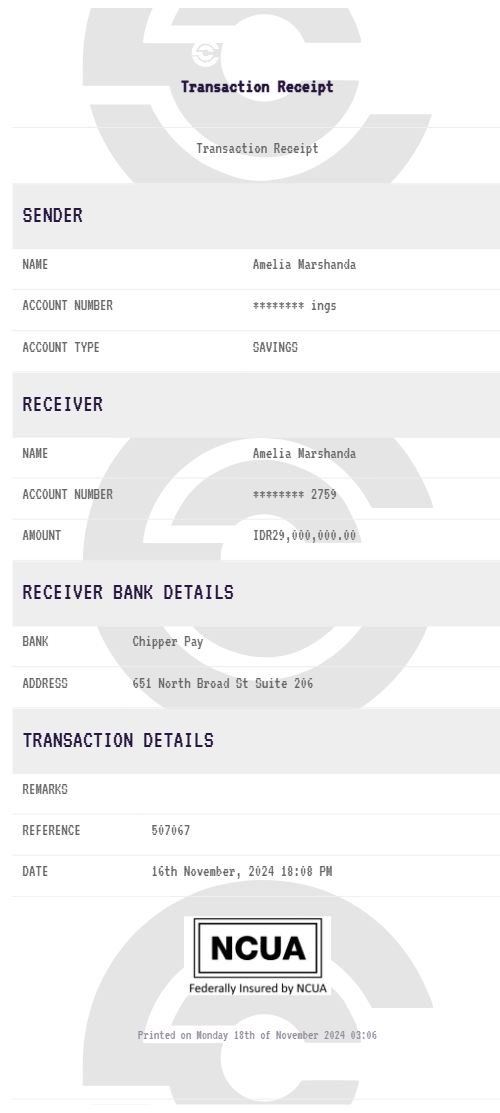 Transaction Receipt
Transaction Receipt
SENDER
NAME Amelia Marshanda
ACCOUNT NUMBER ******** ings
ACCOUNT TYPE SAVINGS
RECEIVER
NAME Amelia Marshanda
ACCOUNT NUMBER ******** 2759
AMOUNT IDR29,000,000.00
RECEIVER BANK DETAILS
BANK Chipper Pay
ADDRESS 651 North Broad St Suite 206
TRANSACTION DETAILS
REMARKS
REFERENCE 507067
DATE 16th November, 2024 18:08 PM
NCUA
Federally Insured by NCUA
Printed on Monday 18th of November 2024 03:06